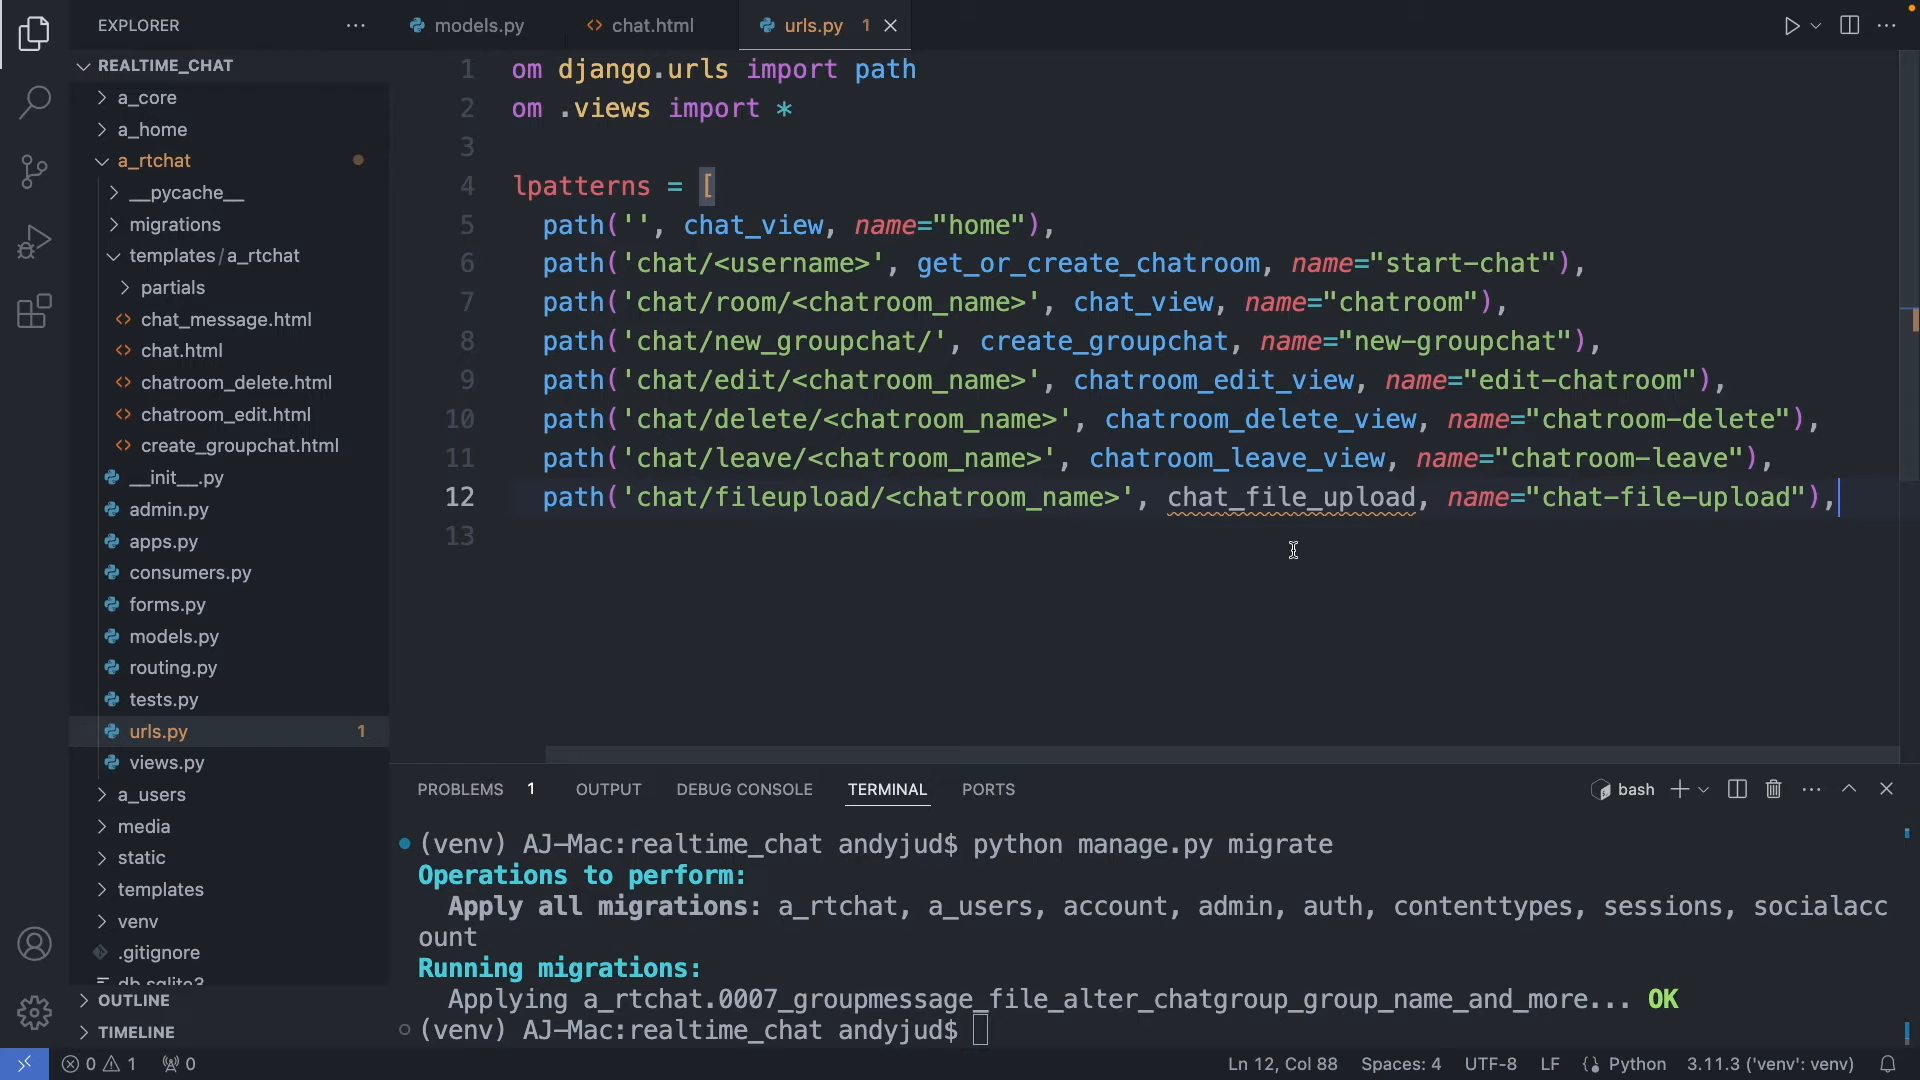 EXPLORER
models.py
chat.html
urls.py 1
REALTIME_CHAT
a_core
a_home
a_rtchat
__pycache__
migrations
templates/a_rtchat
partials
chat_message.html
chat.html
chatroom_delete.html
chatroom_edit.html
create_groupchat.html
__init__.py
admin.py
apps.py
consumers.py
forms.py
models.py
routing.py
tests.py
urls.py 1
views.py
a_users
media
static
templates
venv
.gitignore
db.sqlite3
OUTLINE
TIMELINE
1 om django.urls import path
2 om .views import *
3
4 lpatterns = [
5 path('', chat_view, name="home"),
6 path('chat/<username>', get_or_create_chatroom, name="start-chat"),
7 path('chat/room/<chatroom_name>', chat_view, name="chatroom"),
8 path('chat/new_groupchat/', create_groupchat, name="new-groupchat"),
9 path('chat/edit/<chatroom_name>', chatroom_edit_view, name="edit-chatroom"),
10 path('chat/delete/<chatroom_name>', chatroom_delete_view, name="chatroom-delete"),
11 path('chat/leave/<chatroom_name>', chatroom_leave_view, name="chatroom-leave"),
12 path('chat/fileupload/<chatroom_name>', chat_file_upload, name="chat-file-upload"),
13
PROBLEMS 1 OUTPUT DEBUG CONSOLE TERMINAL PORTS
bash
(venv) AJ-Mac:realtime_chat andyjud$ python manage.py migrate
Operations to perform:
Apply all migrations: a_rtchat, a_users, account, admin, auth, contenttypes, sessions, socialacc
ount
Running migrations:
Applying a_rtchat.0007_groupmessage_file_alter_chatgroup_group_name_and_more... OK
(venv) AJ-Mac:realtime_chat andyjud$
0 1 0
Ln 12, Col 88 Spaces: 4 UTF-8 LF Python 3.11.3 ('venv': venv)